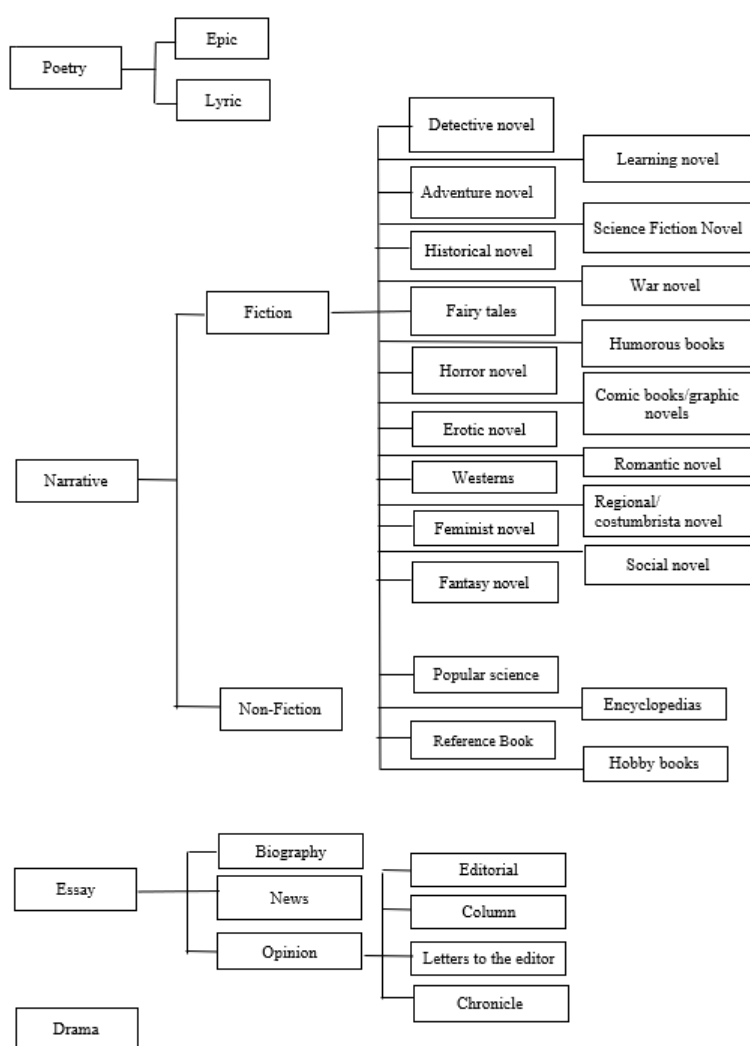 Epic
Poetry
Lyric
Detective novel
Learning novel
Adventure novel
Science Fiction Novel
Historical novel
War novel
Fiction
Fairy tales
Humorous books
Horror novel
Comic books/graphic
novels
Erotic novel
Romantic novel
Narrative
Westerns
Regional/
costumbrista novel
Feminist novel
Social novel
Fantasy novel
Popular science
Non-Fiction
Encyclopedias
Reference Book
Hobby books
Biography
Essay
News
Opinion
Editorial
Column
Letters to the editor
Chronicle
Drama